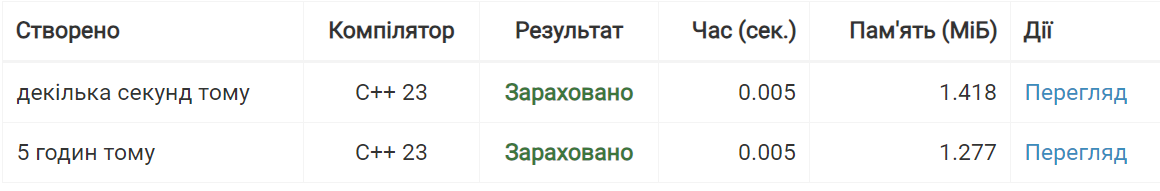 Створено Компілятор Результат Час (сек.) Пам'ять (МіБ) Дії
декілька секунд тому C++ 23 Зараховано 0.005 1.418 Перегляд
5 годин тому C++ 23 Зараховано 0.005 1.277 Перегляд